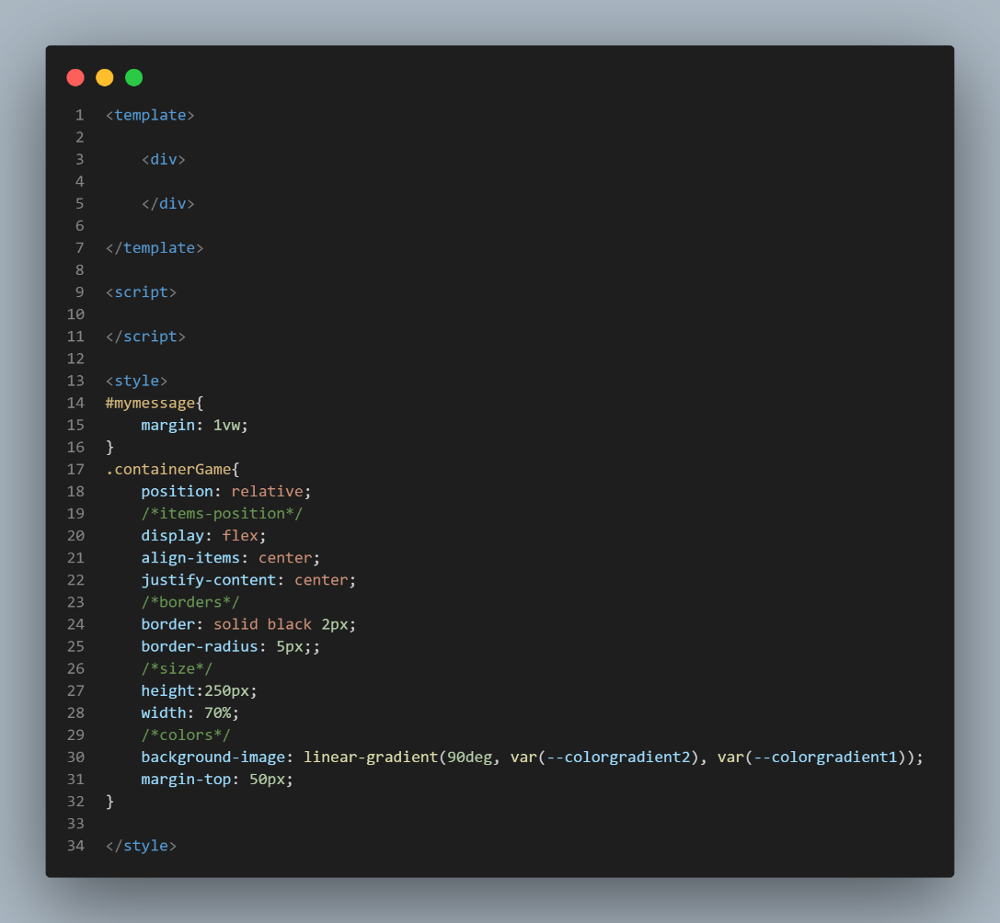 1 <template>
2
3     <div>
4
5     </div>
6
7 </template>
8
9 <script>
10
11 </script>
12
13 <style>
14 #mymessage{
15     margin: 1vw;
16 }
17 .containerGame{
18     position: relative;
19     /*items-position*/
20     display: flex;
21     align-items: center;
22     justify-content: center;
23     /*borders*/
24     border: solid black 2px;
25     border-radius: 5px;;
26     /*size*/
27     height:250px;
28     width: 70%;
29     /*colors*/
30     background-image: linear-gradient(90deg, var(--colorgradient2), var(--colorgradient1));
31     margin-top: 50px;
32 }
33
34 </style>